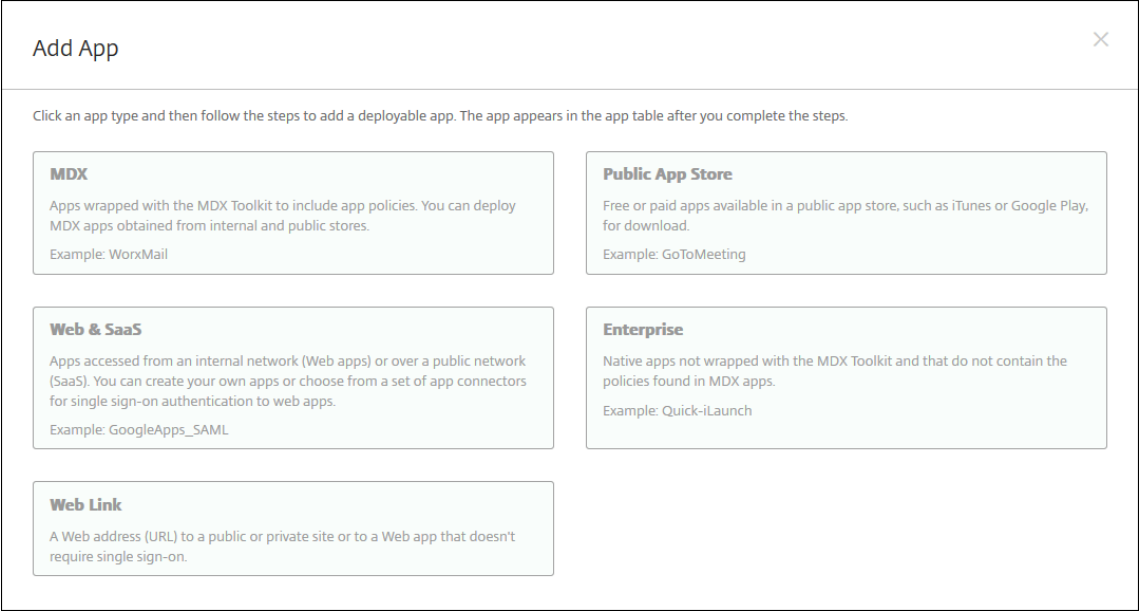 Add App
Click an app type and then follow the steps to add a deployable app. The app appears in the app table after you complete the steps.
MDX
Apps wrapped with the MDX Toolkit to include app policies. You can deploy
MDX apps obtained from internal and public stores.
Example: WorxMail
Public App Store
Free or paid apps available in a public app store, such as iTunes or Google Play,
for download.
Example: GoToMeeting
Web & SaaS
Apps accessed from an internal network (Web apps) or over a public network
(SaaS). You can create your own apps or choose from a set of app connectors
for single sign-on authentication to web apps.
Example: GoogleApps_SAML
Enterprise
Native apps not wrapped with the MDX Toolkit and that do not contain the
policies found in MDX apps.
Example: Quick-iLaunch
Web Link
A Web address (URL) to a public or private site or to a Web app that doesn't
require single sign-on.